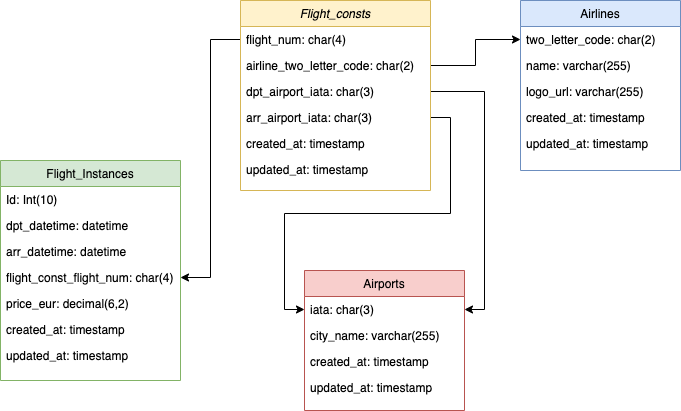 Flight_consts
flight_num: char(4)
airline_two_letter_code: char(2)
dpt_airport_iata: char(3)
arr_airport_iata: char(3)
created_at: timestamp
updated_at: timestamp
Airlines
two_letter_code: char(2)
name: varchar(255)
logo_url: varchar(255)
created_at: timestamp
updated_at: timestamp
Flight_Instances
Id: Int(10)
dpt_datetime: datetime
arr_datetime: datetime
flight_const_flight_num: char(4)
price_eur: decimal(6,2)
created_at: timestamp
updated_at: timestamp
Airports
iata: char(3)
city_name: varchar(255)
created_at: timestamp
updated_at: timestamp